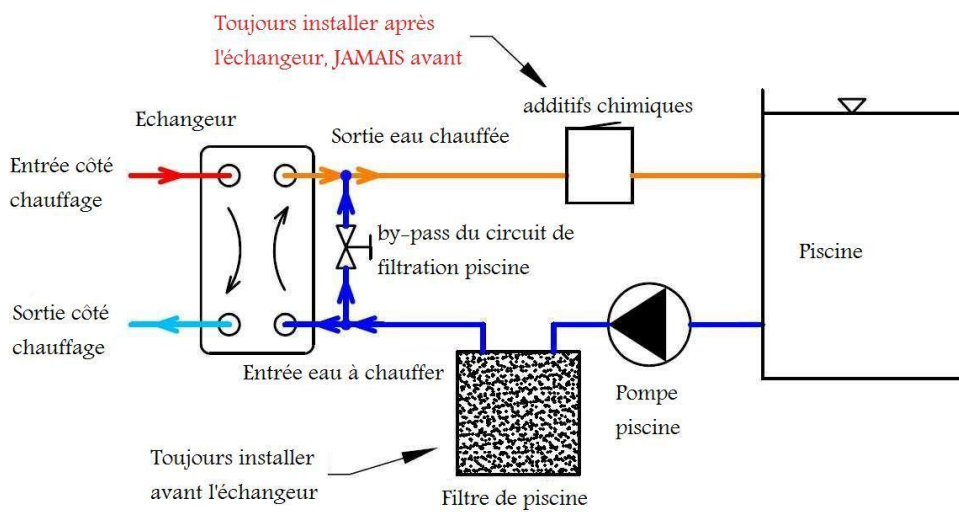 Toujours installer après
l'échangeur, JAMAIS avant
additifs chimiques
Echangeur
Sortie eau chauffée
Entrée côté
chauffage
by-pass du circuit de
filtration piscine
Piscine
Sortie côté
chauffage
Entrée eau à chauffer
Pompe
piscine
Toujours installer
avant l'échangeur
Filtre de piscine